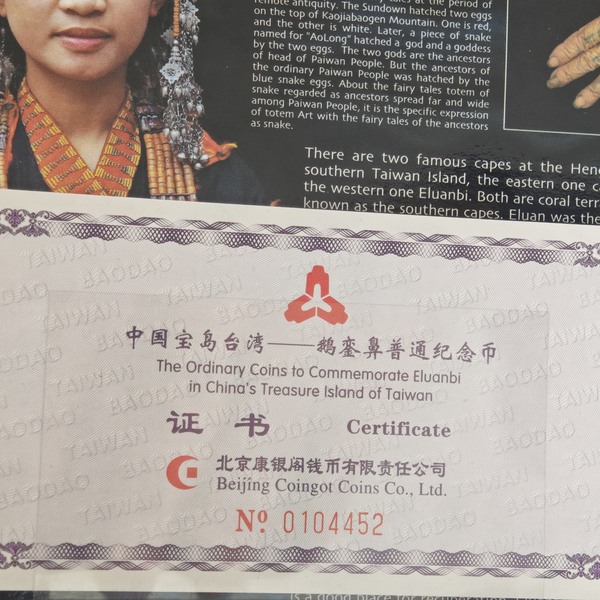 remote antiquity. The Sundown hatched two eggs
on the top of Kaojiabaogen Mountain. One is red,
and the other is white. Later, a piece of snake
named for "AoLong" hatched a god and a goddess
by the two eggs. The two gods are the ancestors
of head of Paiwan People. But the ancestors of
the ordinary Paiwan People was hatched by the
blue snake eggs. About the fairy tales totem of
snake regarded as ancestors spread far and wide
among Paiwan People, it is the specific expression
of totem Art with the fairy tales of the ancestors
as snake.
There are two famous capes at the
southern Taiwan Island, the eastern one
the western one Eluanbi. Both are coral
known as the southern capes. Eluan was the
TAIWAN BAODAO
中国宝岛台湾——鹅銮鼻普通纪念币
The Ordinary Coins to Commemorate Eluanbi
in China's Treasure Island of Taiwan
证 书 Certificate
北京康银阁钱币有限责任公司
Beijing Coingot Coins Co., Ltd.
Nº 0104452